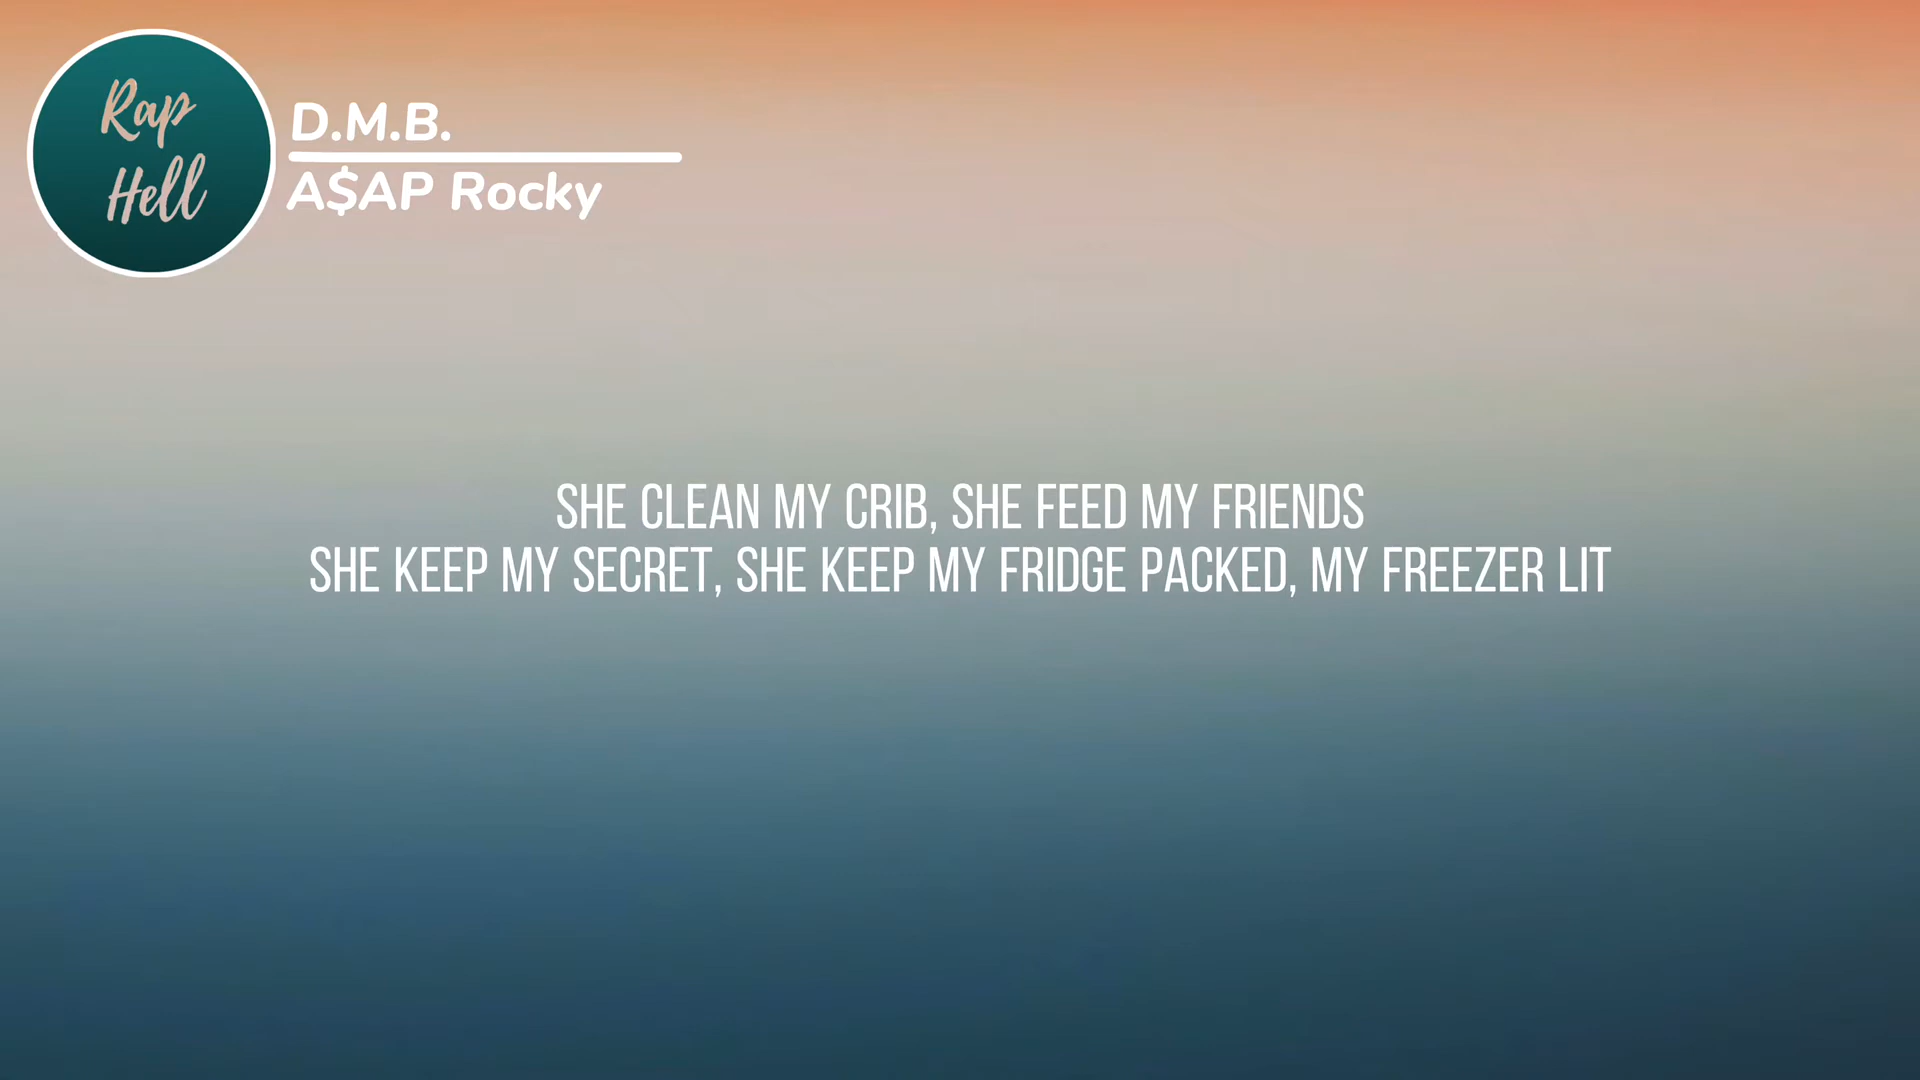 Rap
Hell
D.M.B.
A$AP Rocky
SHE CLEAN MY CRIB, SHE FEED MY FRIENDS
SHE KEEP MY SECRET, SHE KEEP MY FRIDGE PACKED, MY FREEZER LIT